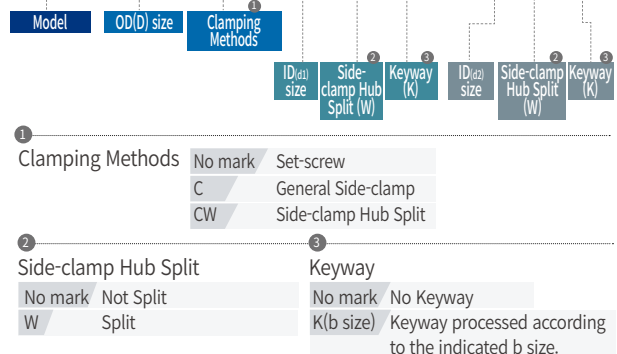 1
Model OD(D) size Clamping Methods
2 3 2 3
ID(d1) size Side-clamp Hub Split (W) Keyway (K) ID(d2) size Side-clamp Hub Split (W) Keyway (K)
1
Clamping Methods No mark Set-screw
C General Side-clamp
CW Side-clamp Hub Split
2
Side-clamp Hub Split
No mark Not Split
W Split
3
Keyway
No mark No Keyway
K(b size) Keyway processed according
to the indicated b size.